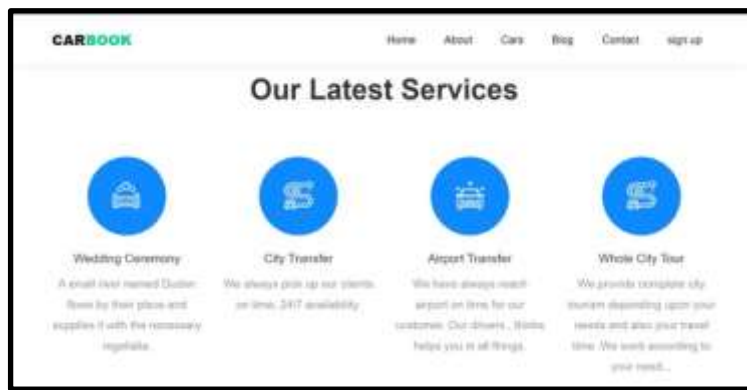 CARBOOK
Home About Cars Blog Contact sign up
Our Latest Services
Wedding Ceremony
A small river named Duden
flows by their place and
supplies it with the necessary
regelialia.
City Transfer
We always pick up our clients
on time, 24/7 availability
Airport Transfer
We have always reach
airport on time for our
customer. Our drivers
helps you in all things.
Whole City Tour
We provide complete city
tourism depending upon your
needs and also your travel
time. We work according to
your need...